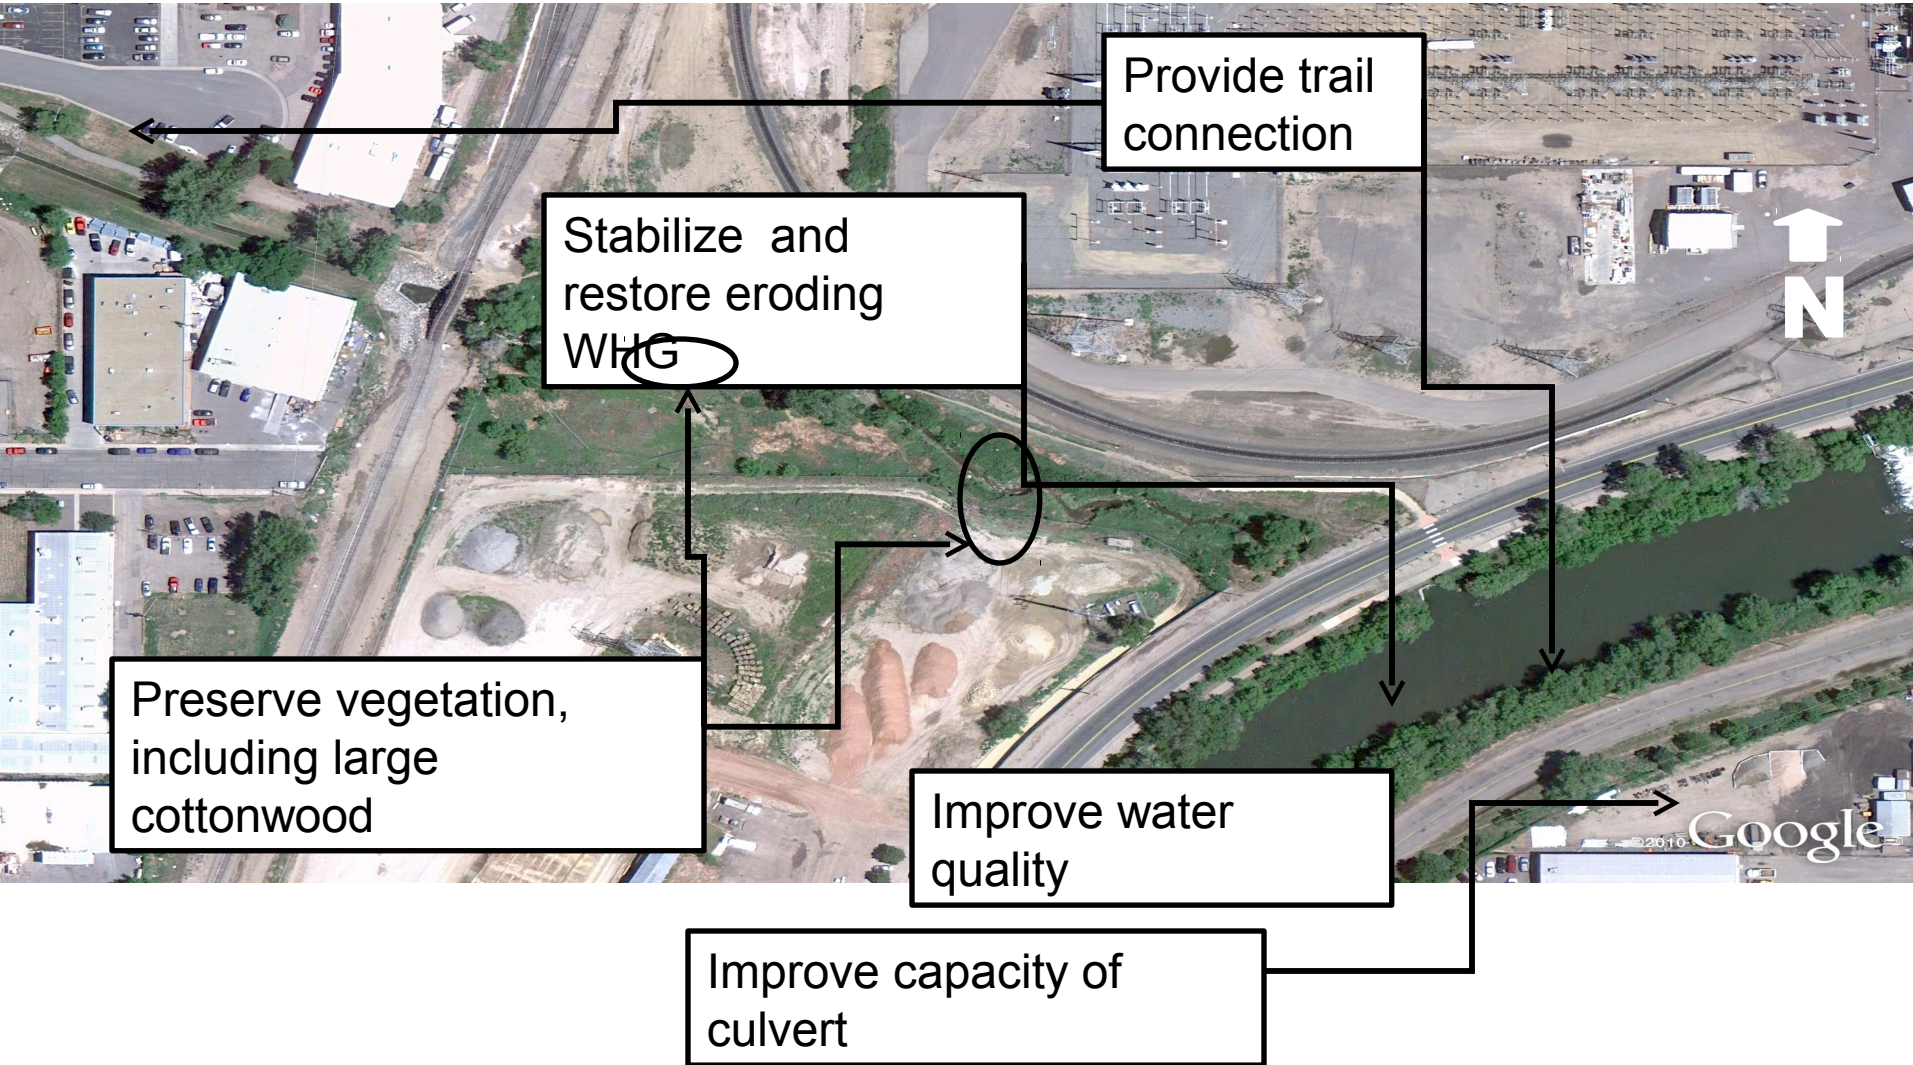 Provide trail
connection
Stabilize and
restore eroding
WHG
N
Preserve vegetation,
including large
cottonwood
Improve water
quality
©2010 Google
Improve capacity of
culvert